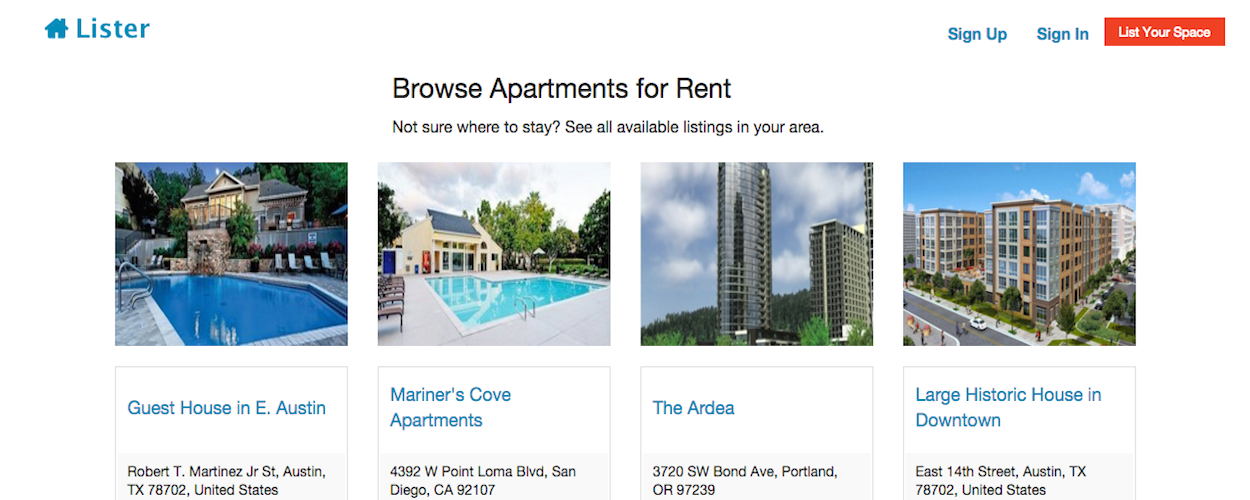 Lister
Sign Up
Sign In
List Your Space
Browse Apartments for Rent
Not sure where to stay? See all available listings in your area.
Guest House in E. Austin
Mariner's Cove
Apartments
The Ardea
Large Historic House in
Downtown
Robert T. Martinez Jr St, Austin,
TX 78702, United States
4392 W Point Loma Blvd, San
Diego, CA 92107
3720 SW Bond Ave, Portland,
OR 97239
East 14th Street, Austin, TX
78702, United States